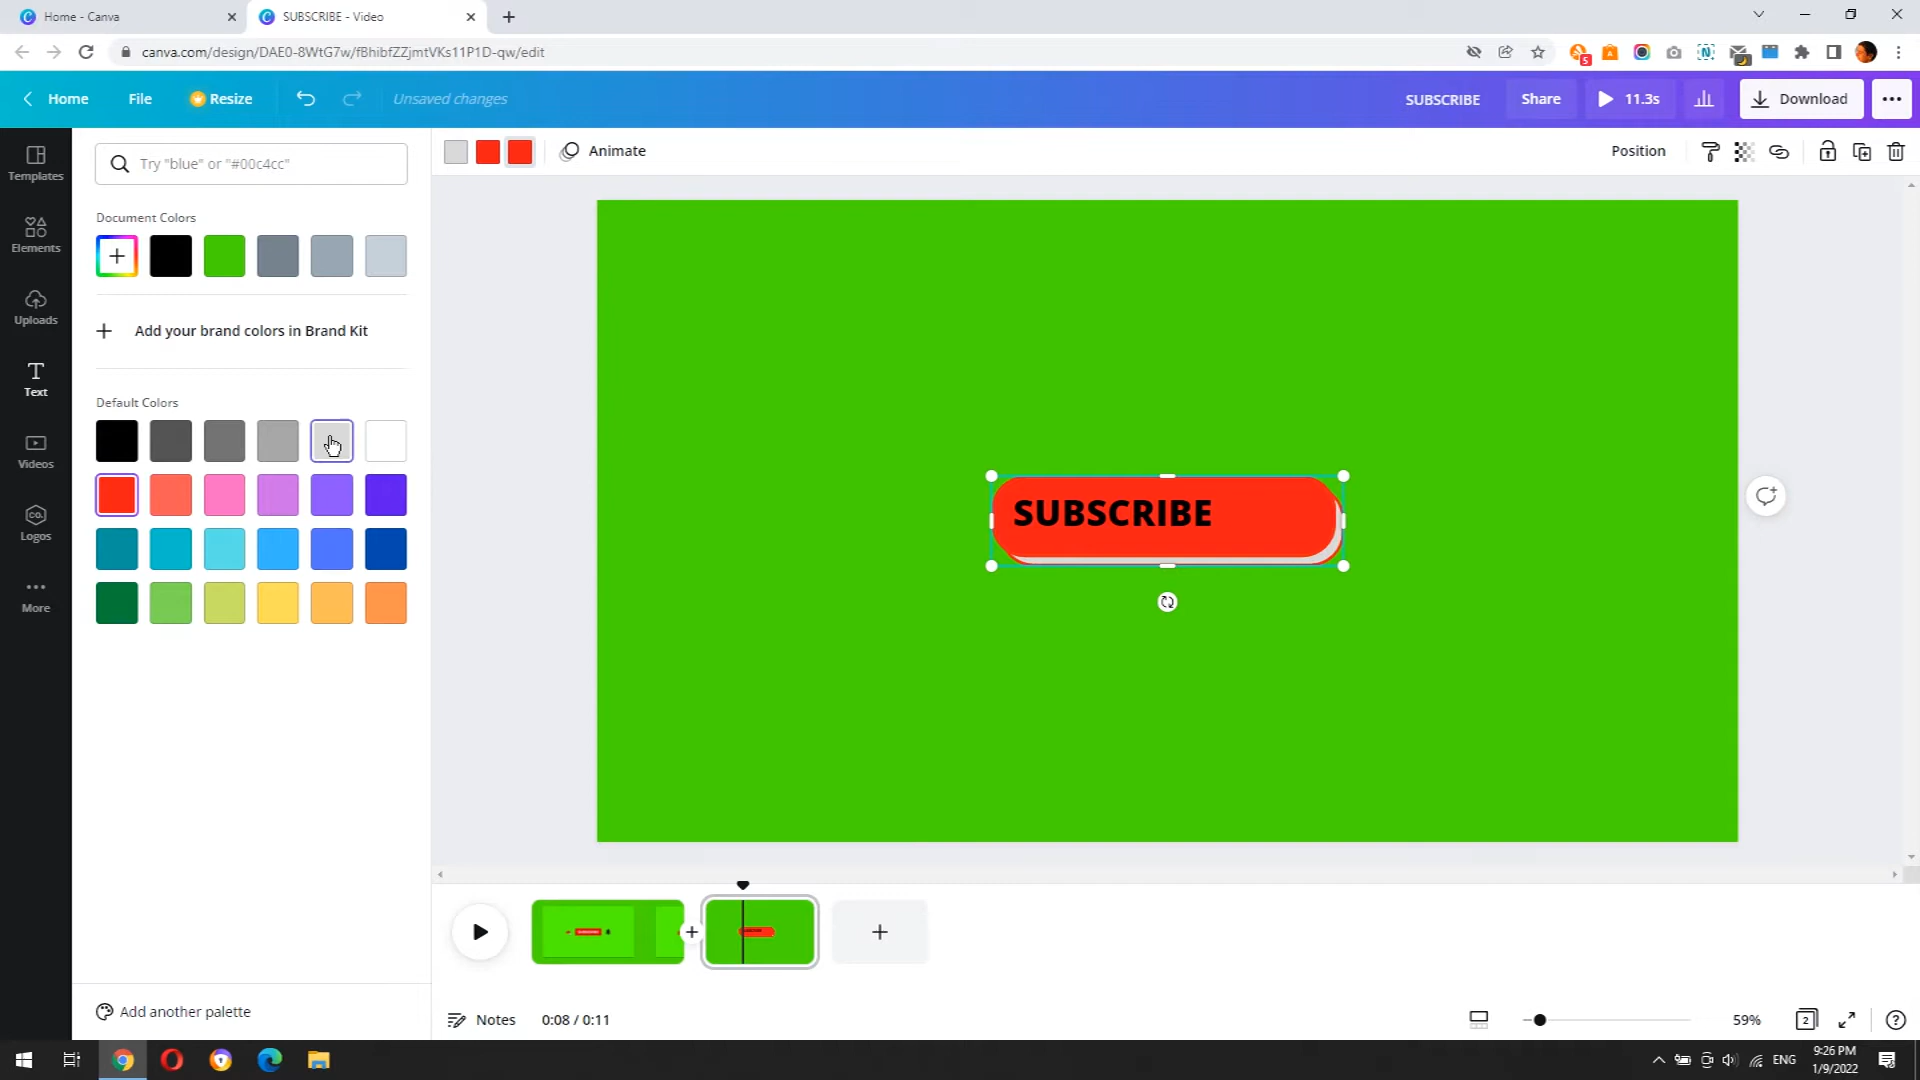 Home - Canva
SUBSCRIBE - Video
canva.com/design/DAE0-8WtG7w/fBhibfZZjmtVKs11P1D-qw/edit
5
Home
File
Resize
Unsaved changes
SUBSCRIBE
Share
11.3s
Download
Templates
Elements
Uploads
Text
Videos
CO.
Logos
More
Try "blue" or "#00c4cc"
Document Colors
Add your brand colors in Brand Kit
Default Colors
Add another palette
Animate
Position
SUBSCRIBE
Notes
0:08 / 0:11
59%
2
ENG
9:26 PM
1/9/2022